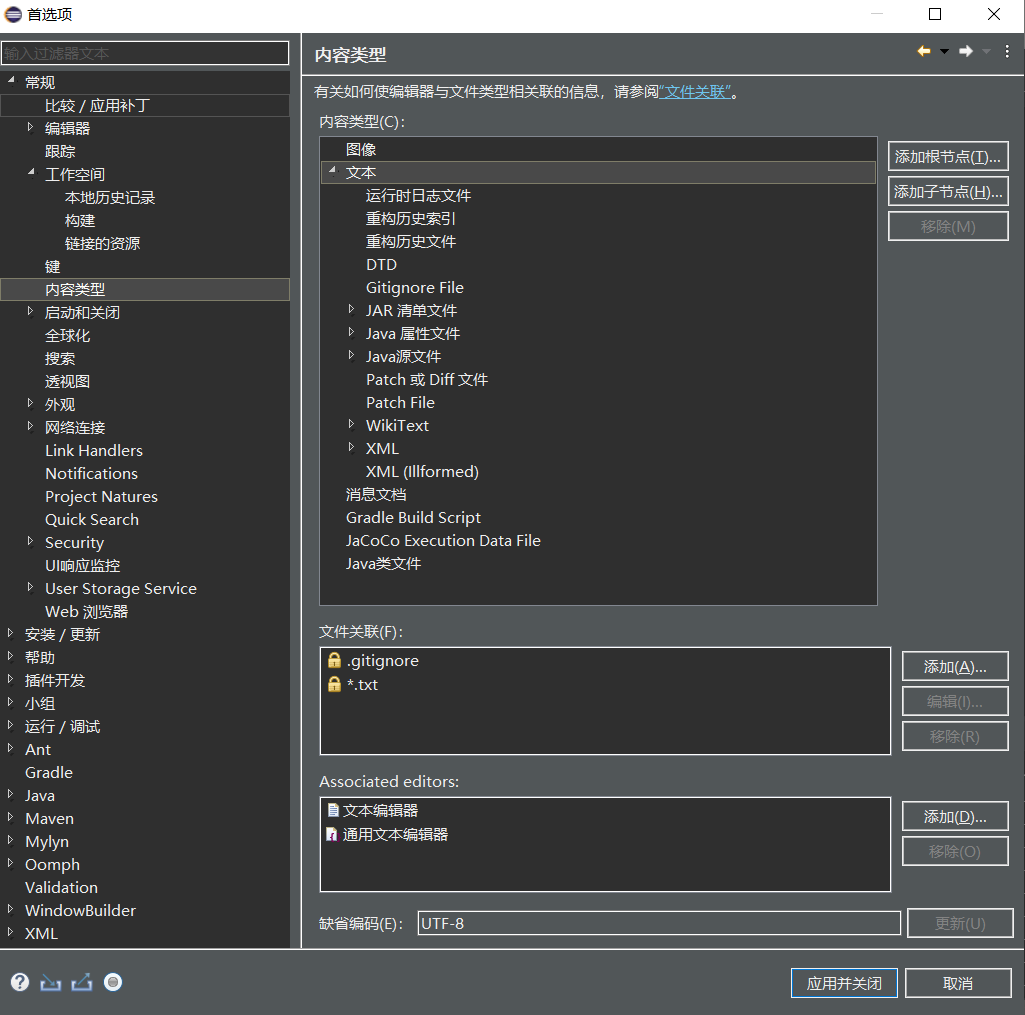 首选项
输入过滤器文本
常规
比较 / 应用补丁
编辑器
跟踪
工作空间
本地历史记录
构建
链接的资源
键
内容类型
启动和关闭
全球化
搜索
透视图
外观
网络连接
Link Handlers
Notifications
Project Natures
Quick Search
Security
UI响应监控
User Storage Service
Web 浏览器
安装 / 更新
帮助
插件开发
小组
运行 / 调试
Ant
Gradle
Java
Maven
Mylyn
Oomph
Validation
WindowBuilder
XML
内容类型
有关如何使编辑器与文件类型相关联的信息，请参阅“文件关联”。
内容类型(C)：
图像
文本
运行时日志文件
重构历史索引
重构历史文件
DTD
Gitignore File
JAR 清单文件
Java 属性文件
Java源文件
Patch 或 Diff 文件
Patch File
WikiText
XML
XML (Illformed)
消息文档
Gradle Build Script
JaCoCo Execution Data File
Java类文件
添加根节点(T)...
添加子节点(H)...
移除(M)
文件关联(F)：
.gitignore
*.txt
添加(A)...
编辑(I)...
移除(R)
Associated editors:
文本编辑器
通用文本编辑器
添加(D)...
移除(O)
缺省编码(E)：
UTF-8
更新(U)
应用并关闭
取消